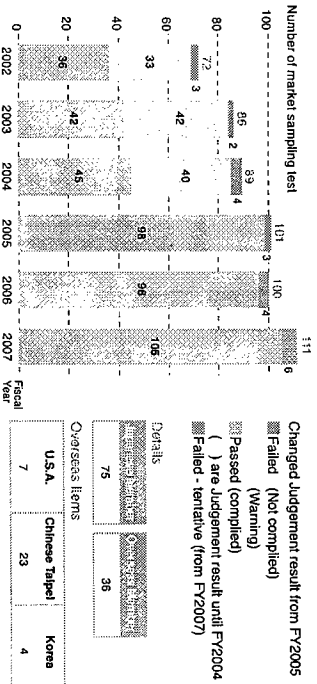 Number of market sampling test
100
80
60
40
20
0
72
3
33
36
86
2
42
42
89
4
40
45
101
3
98
100
4
96
111
6
105
2002 2003 2004 2005 2006 2007 Fiscal Year
Changed Judgement result from FY2005
Failed (Not complied)
(Warning)
Passed (complied)
( ) are Judgement result until FY2004
Failed - tentative (from FY2007)
Details
75 36
Overseas Items
U.S.A. Chinese Taipei Korea
7 23 4